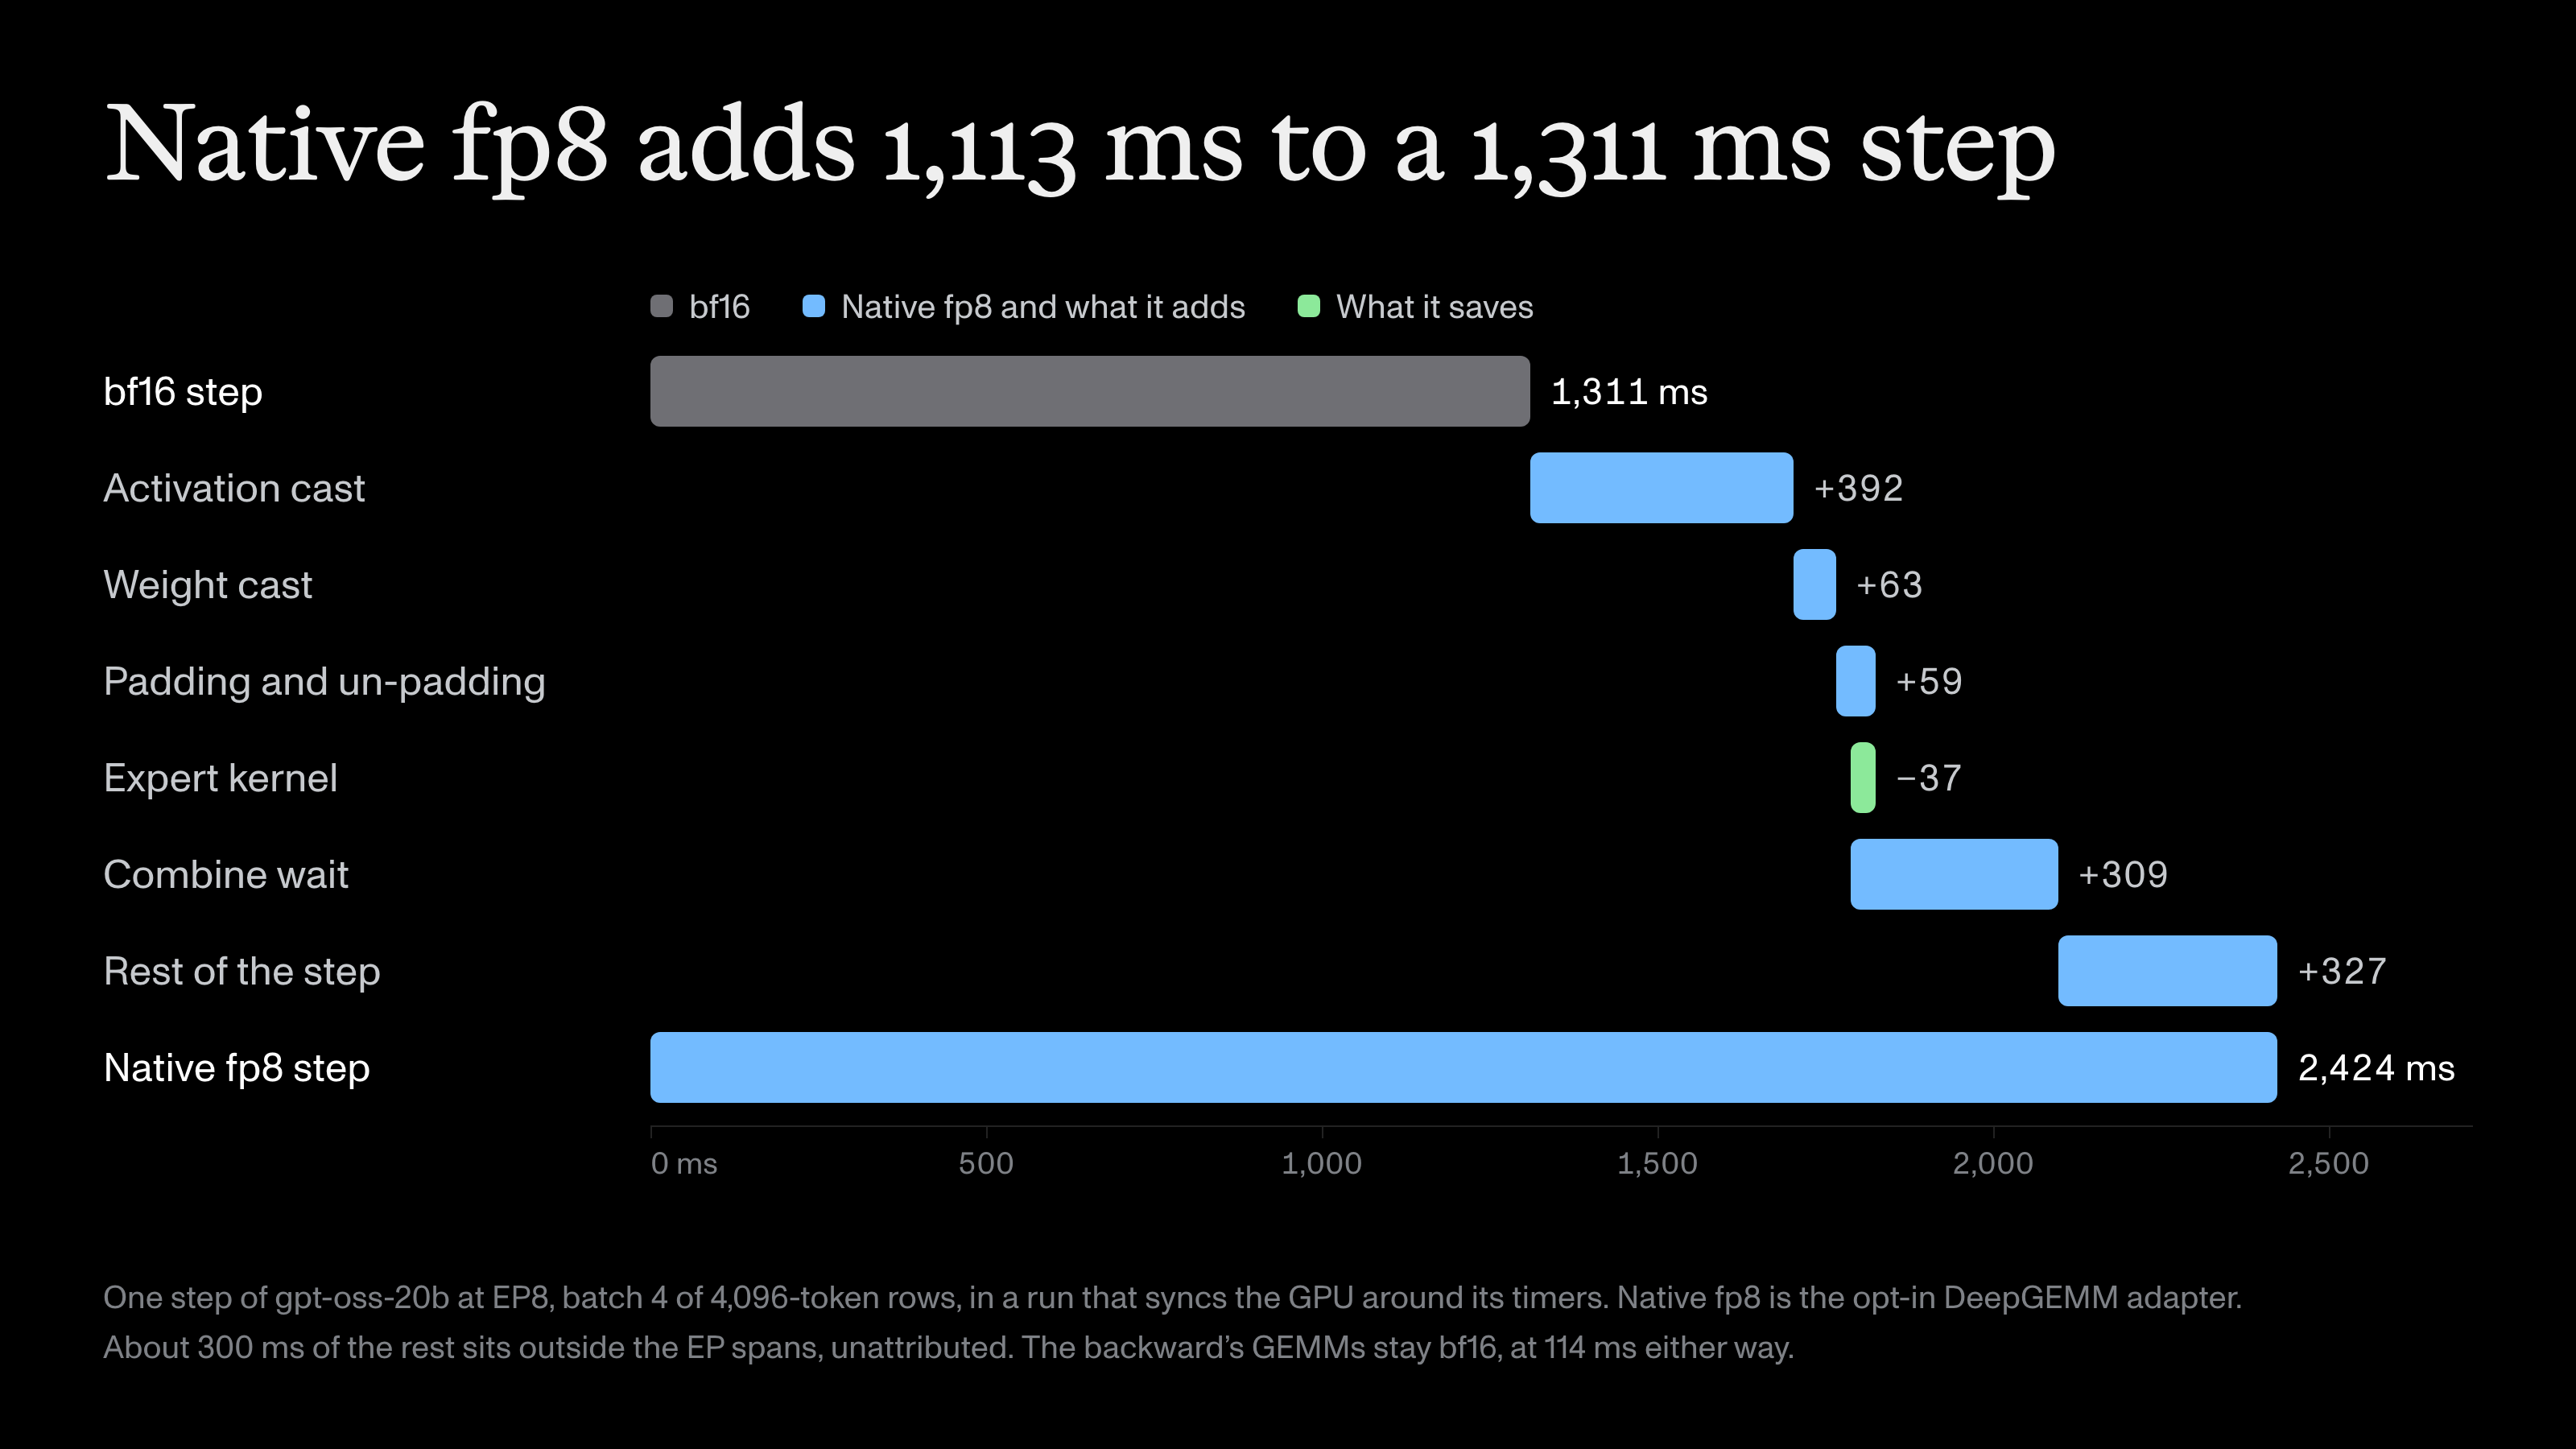 Native fp8 adds 1,113 ms to a 1,311 ms step
bf16 Native fp8 and what it adds What it saves
bf16 step 1,311 ms
Activation cast +392
Weight cast +63
Padding and un-padding +59
Expert kernel −37
Combine wait +309
Rest of the step +327
Native fp8 step 2,424 ms
0 ms 500 1,000 1,500 2,000 2,500
One step of gpt-oss-20b at EP8, batch 4 of 4,096-token rows, in a run that syncs the GPU around its timers. Native fp8 is the opt-in DeepGEMM adapter.
About 300 ms of the rest sits outside the EP spans, unattributed. The backward’s GEMMs stay bf16, at 114 ms either way.